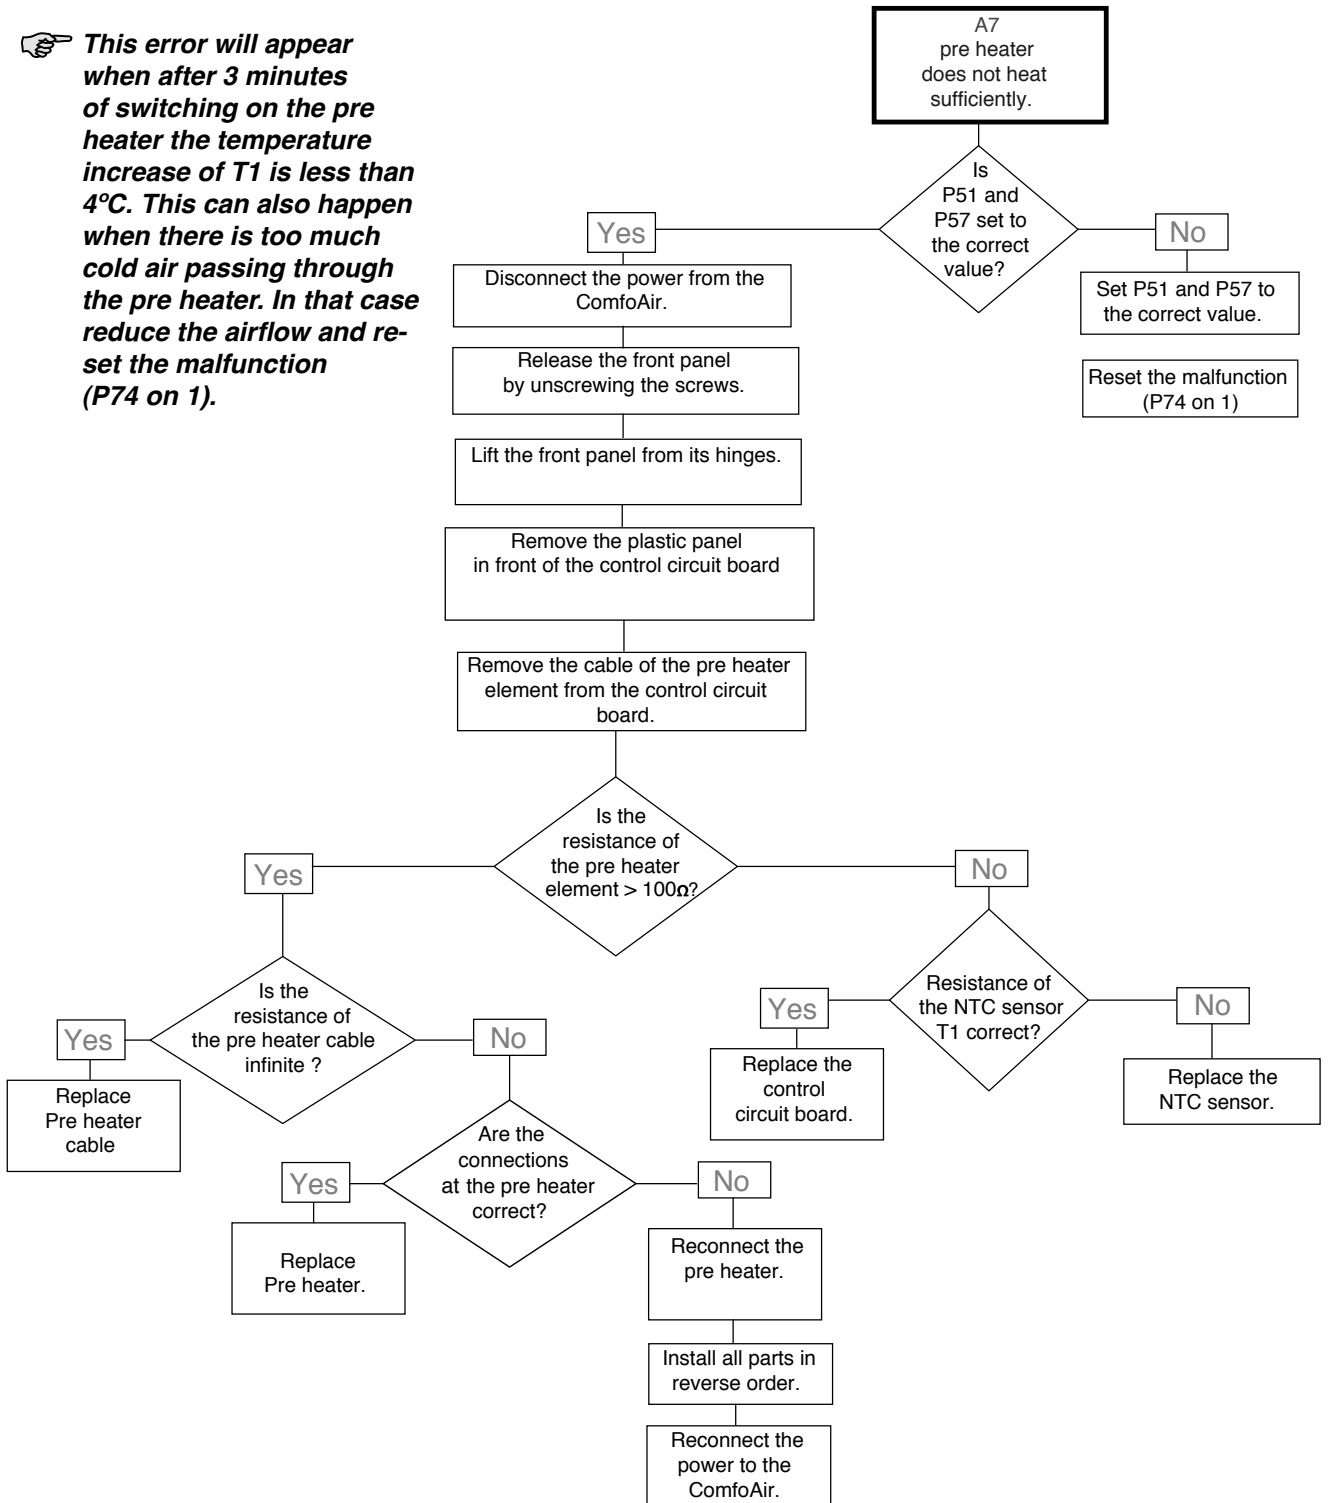 This error will appear
when after 3 minutes
of switching on the pre
heater the temperature
increase of T1 is less than
4ºC. This can also happen
when there is too much
cold air passing through
the pre heater. In that case
reduce the airflow and re-
set the malfunction
(P74 on 1).
A7
pre heater
does not heat
sufficiently.
Is
P51 and
P57 set to
the correct
value?
Yes
No
Disconnect the power from the
ComfoAir.
Set P51 and P57 to
the correct value.
Release the front panel
by unscrewing the screws.
Reset the malfunction
(P74 on 1)
Lift the front panel from its hinges.
Remove the plastic panel
in front of the control circuit board
Remove the cable of the pre heater
element from the control circuit
board.
Is the
resistance of
the pre heater
element > 100Ω?
Yes
No
Is the
resistance of
the pre heater cable
infinite ?
Resistance of
the NTC sensor
T1 correct?
Yes
No
Yes
No
Replace
Pre heater
cable
Replace the
control
circuit board.
Replace the
NTC sensor.
Are the
connections
at the pre heater
correct?
Yes
No
Replace
Pre heater.
Reconnect the
pre heater.
Install all parts in
reverse order.
Reconnect the
power to the
ComfoAir.